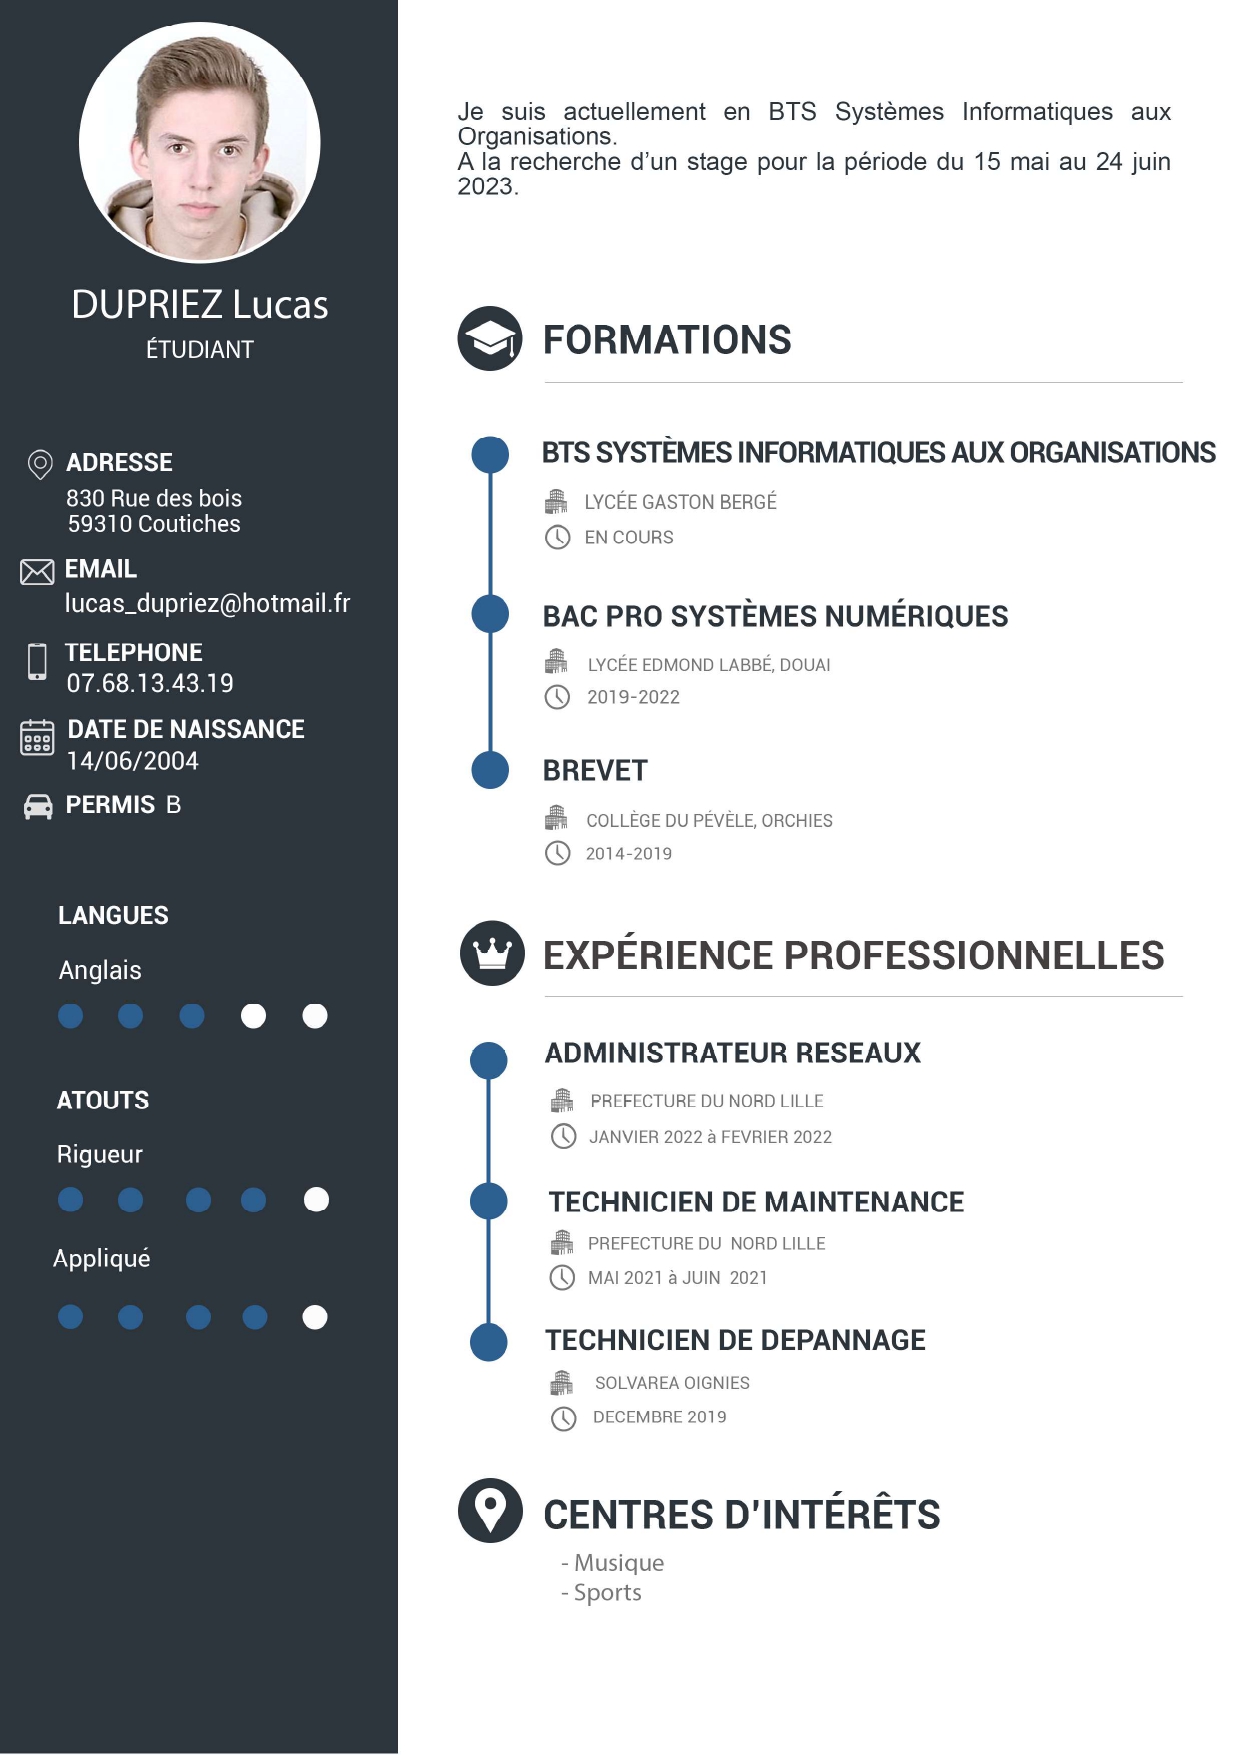 DUPRIEZ Lucas
ÉTUDIANT
ADRESSE
830 Rue des bois
59310 Coutiches
EMAIL
lucas_dupriez@hotmail.fr
TELEPHONE
07.68.13.43.19
DATE DE NAISSANCE
14/06/2004
PERMIS B
LANGUES
Anglais
ATOUTS
Rigueur
Appliqué
Je suis actuellement en BTS Systèmes Informatiques aux
Organisations.
A la recherche d'un stage pour la période du 15 mai au 24 juin
2023.
FORMATIONS
BTS SYSTÈMES INFORMATIQUES AUX ORGANISATIONS
LYCÉE GASTON BERGÉ
EN COURS
BAC PRO SYSTÈMES NUMÉRIQUES
LYCÉE EDMOND LABBÉ, DOUAI
2019-2022
BREVET
COLLÈGE DU PÉVÈLE, ORCHIES
2014-2019
EXPÉRIENCE PROFESSIONNELLES
ADMINISTRATEUR RESEAUX
PREFECTURE DU NORD LILLE
JANVIER 2022 à FEVRIER 2022
TECHNICIEN DE MAINTENANCE
PREFECTURE DU NORD LILLE
MAI 2021 à JUIN 2021
TECHNICIEN DE DEPANNAGE
SOLVAREA OIGNIES
DECEMBRE 2019
CENTRES D'INTÉRÊTS
- Musique
- Sports